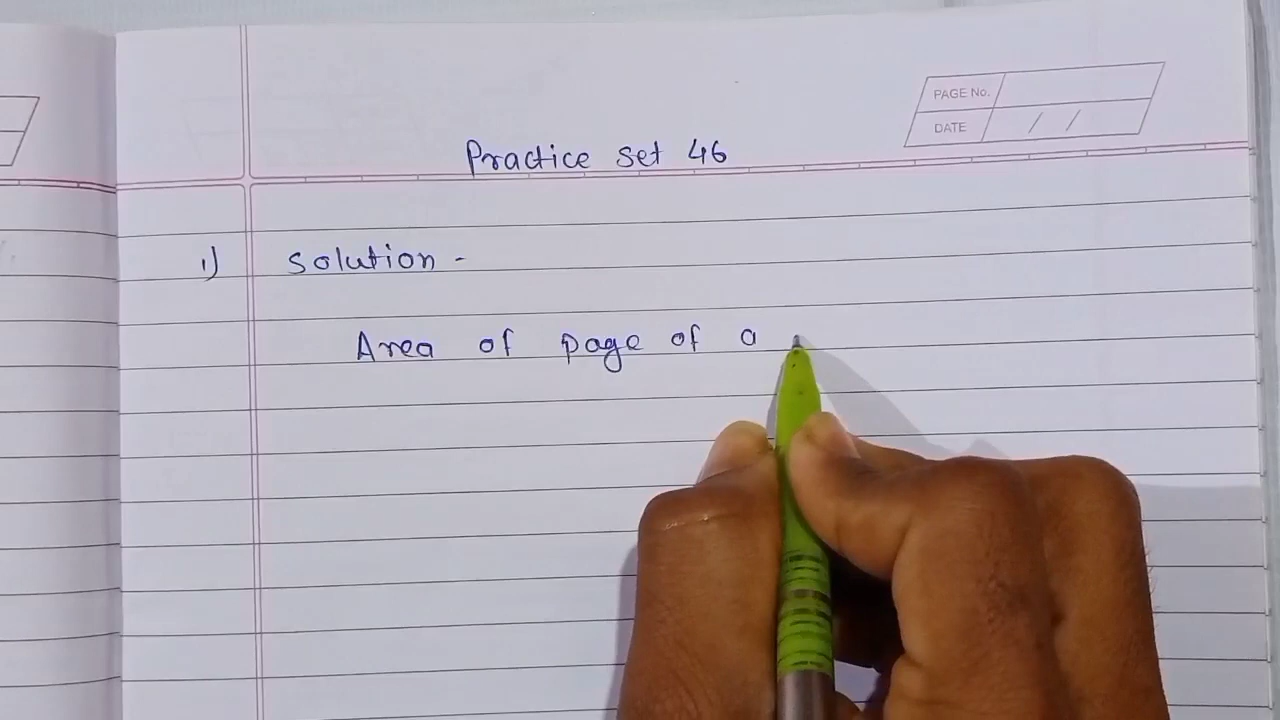 PAGE No.
DATE / /
Practice set 46
1) solution -
Area of page of a